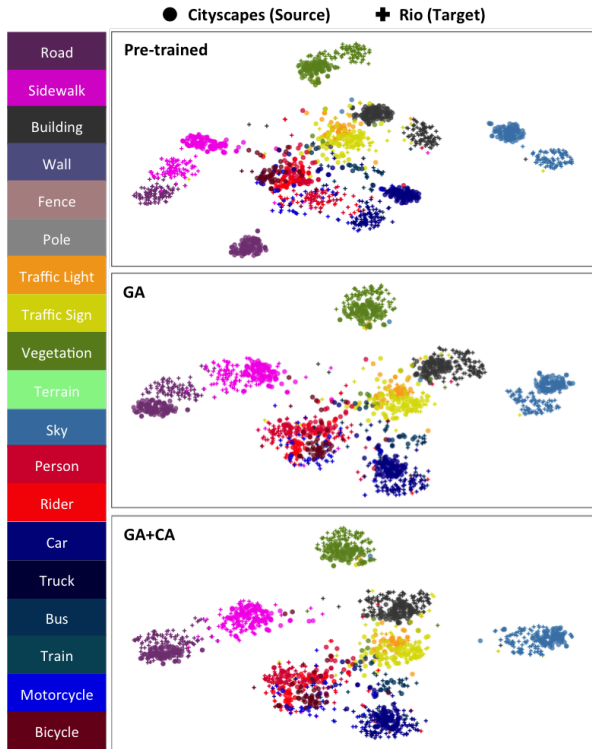 Cityscapes (Source) Rio (Target)
Pre-trained
Road
Sidewalk
Building
Wall
Fence
Pole
Traffic Light
Traffic Sign
Vegetation
Terrain
Sky
Person
Rider
Car
Truck
Bus
Train
Motorcycle
Bicycle
GA
GA+CA